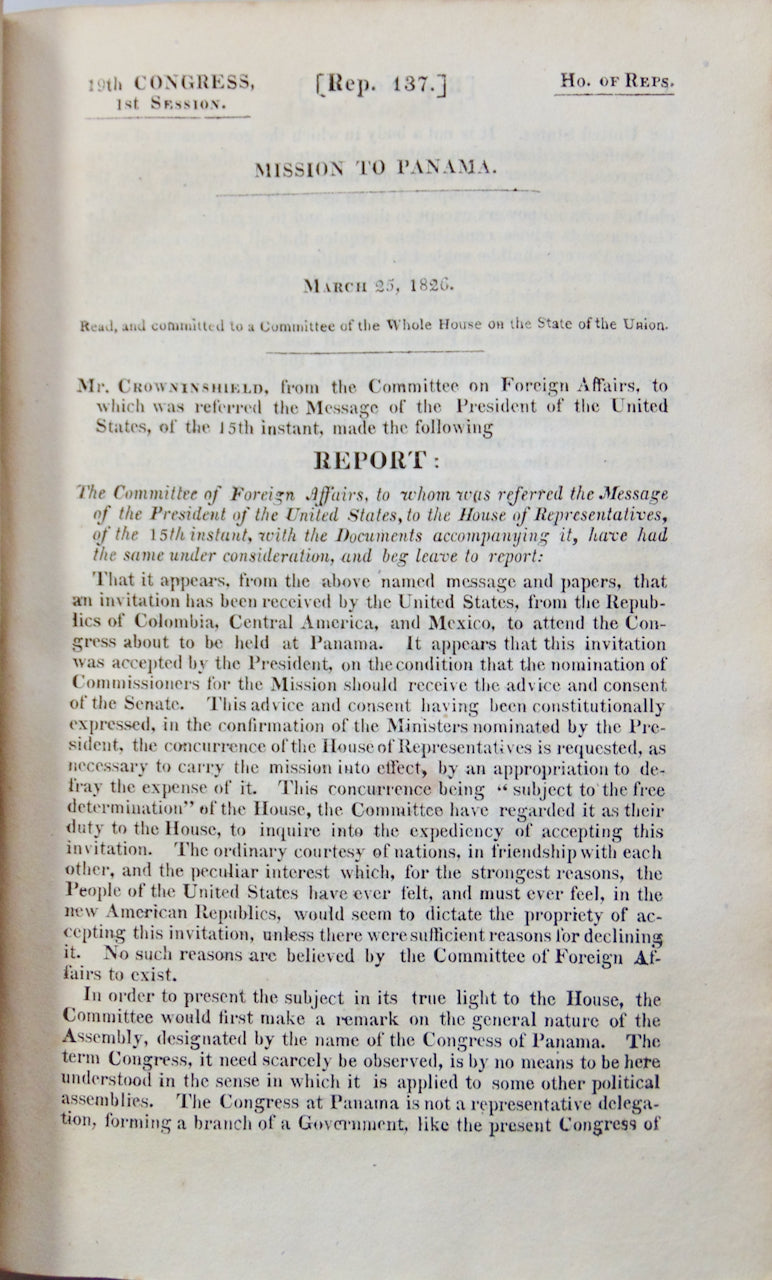 19th CONGRESS, [Rep. 137.] Ho. OF REPS.
1st SESSION.
MISSION TO PANAMA.
MARCH 25, 1826.
Read, and committed to a Committee of the Whole House on the State of the Union.
Mr. CROWNINSHIELD, from the Committee on Foreign Affairs, to
which was referred the Message of the President of the United
States, of the 15th instant, made the following
REPORT:
The Committee of Foreign Affairs, to whom was referred the Message
of the President of the United States, to the House of Representatives,
of the 15th instant, with the Documents accompanying it, have had
the same under consideration, and beg leave to report:
That it appears, from the above named message and papers, that
an invitation has been received by the United States, from the Repub-
lics of Colombia, Central America, and Mexico, to attend the Con-
gress about to be held at Panama. It appears that this invitation
was accepted by the President, on the condition that the nomination of
Commissioners for the Mission should receive the advice and consent
of the Senate. This advice and consent having been constitutionally
expressed, in the confirmation of the Ministers nominated by the Pre-
sident, the concurrence of the House of Representatives is requested, as
necessary to carry the mission into effect, by an appropriation to de-
fray the expense of it. This concurrence being “subject to the free
determination” of the House, the Committee have regarded it as their
duty to the House, to inquire into the expediency of accepting this
invitation. The ordinary courtesy of nations, in friendship with each
other, and the peculiar interest which, for the strongest reasons, the
People of the United States have ever felt, and must ever feel, in the
new American Republics, would seem to dictate the propriety of ac-
cepting this invitation, unless there were sufficient reasons for declining
it. No such reasons are believed by the Committee of Foreign Af-
fairs to exist.
In order to present the subject in its true light to the House, the
Committee would first make a remark on the general nature of the
Assembly, designated by the name of the Congress of Panama. The
term Congress, it need scarcely be observed, is by no means to be here
understood in the sense in which it is applied to some other political
assemblies. The Congress at Panama is not a representative delega-
tion, forming a branch of a Government, like the present Congress of